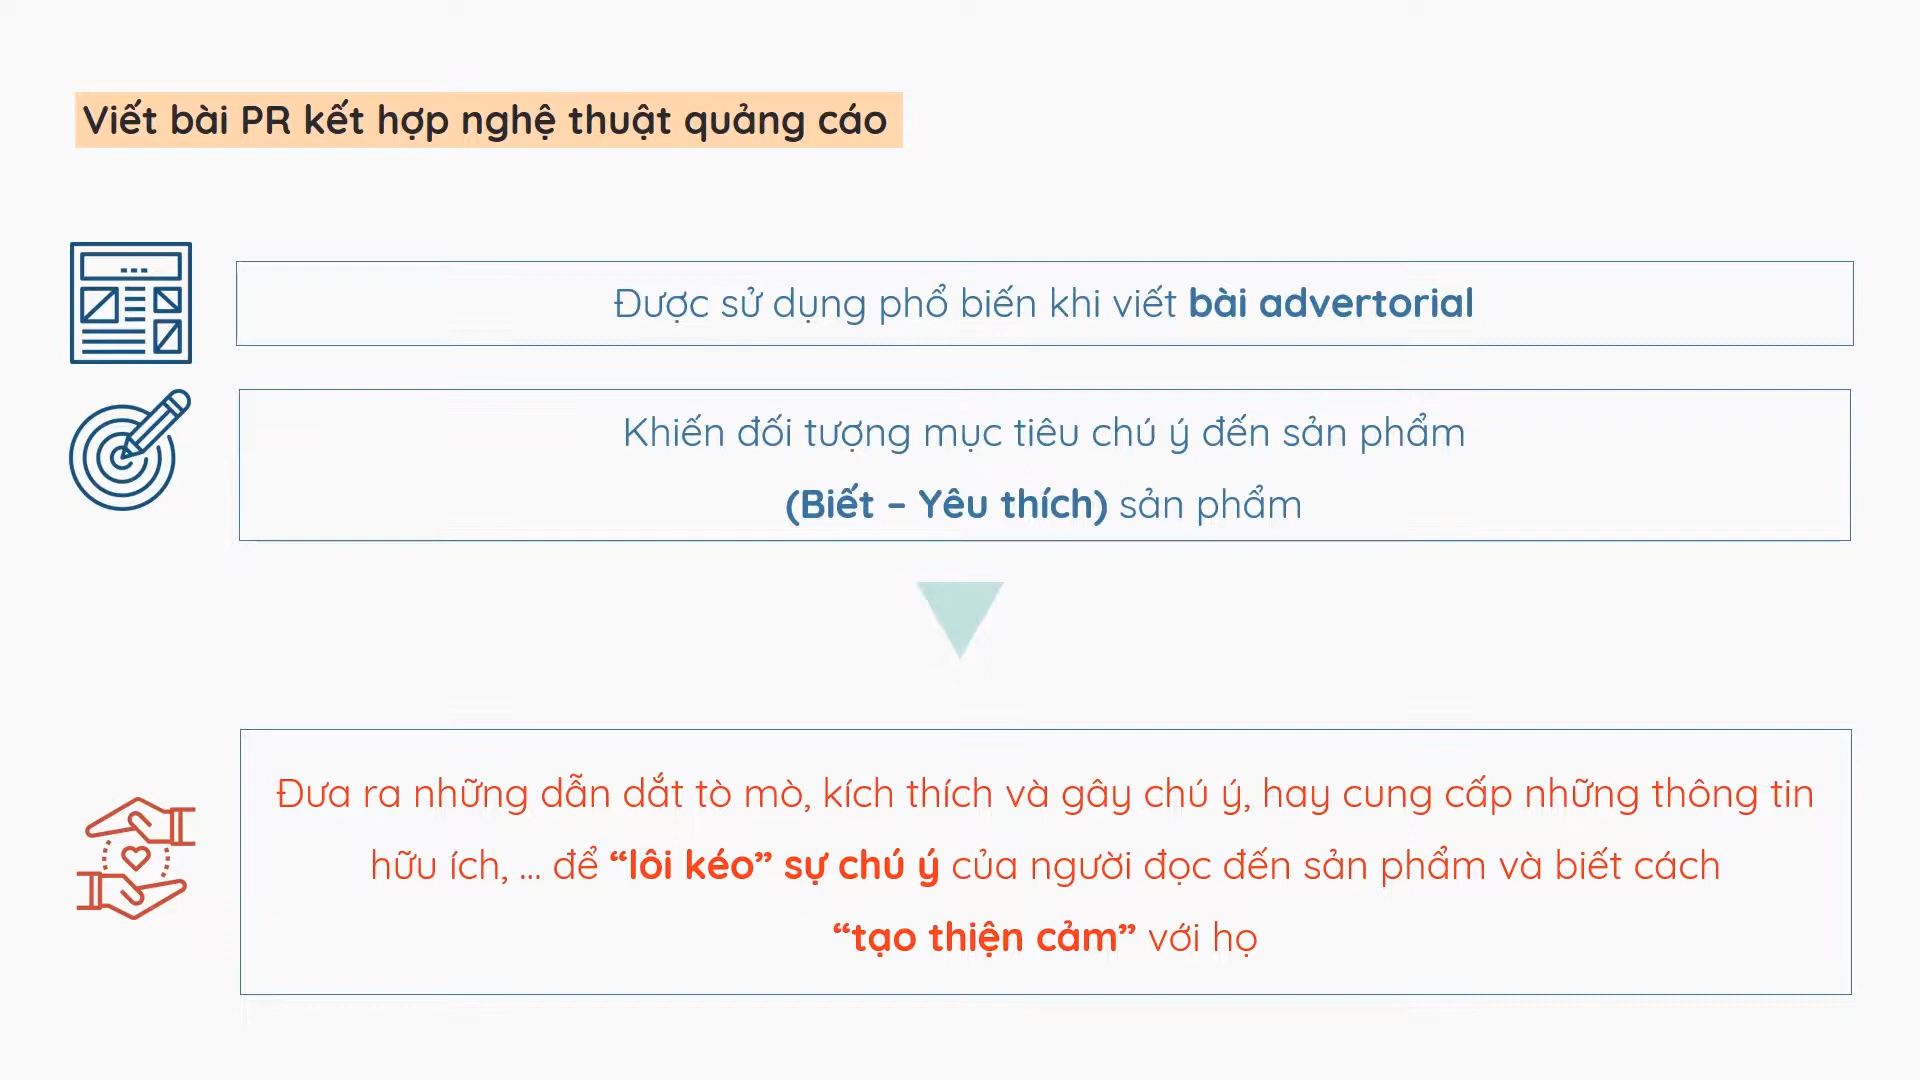 Viết bài PR kết hợp nghệ thuật quảng cáo
Được sử dụng phổ biến khi viết bài advertorial
Khiến đối tượng mục tiêu chú ý đến sản phẩm
(Biết – Yêu thích) sản phẩm
Đưa ra những dẫn dắt tò mò, kích thích và gây chú ý, hay cung cấp những thông tin
hữu ích, ... để “lôi kéo” sự chú ý của người đọc đến sản phẩm và biết cách
“tạo thiện cảm” với họ